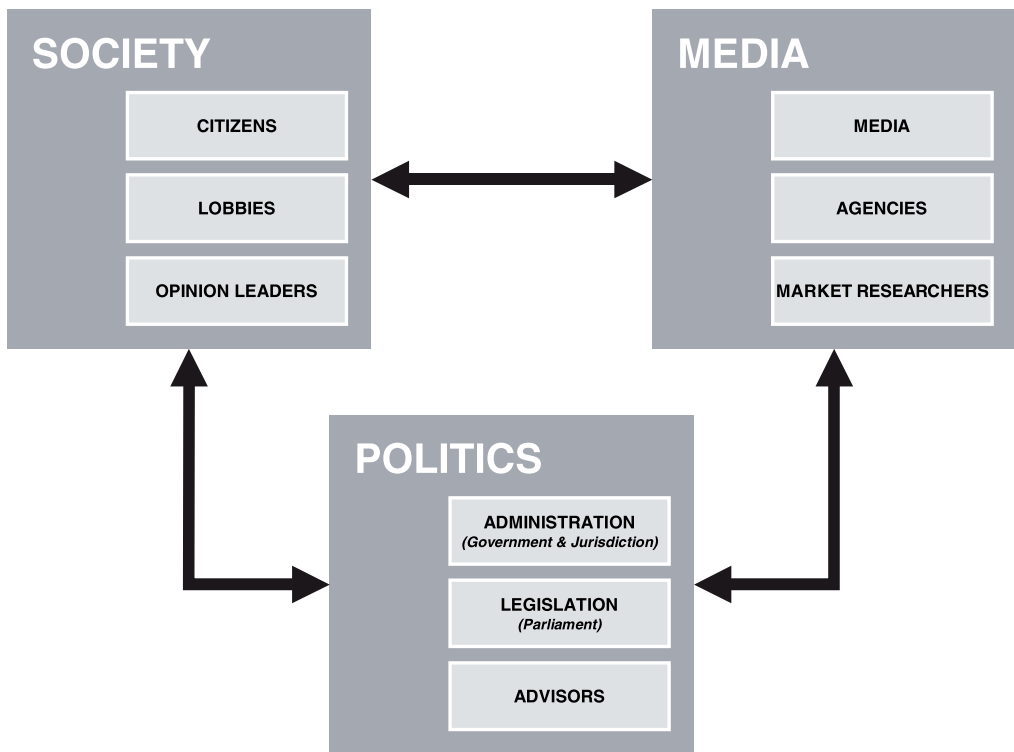 SOCIETY
CITIZENS
LOBBIES
OPINION LEADERS
MEDIA
MEDIA
AGENCIES
MARKET RESEARCHERS
POLITICS
ADMINISTRATION
(Government & Jurisdiction)
LEGISLATION
(Parliament)
ADVISORS